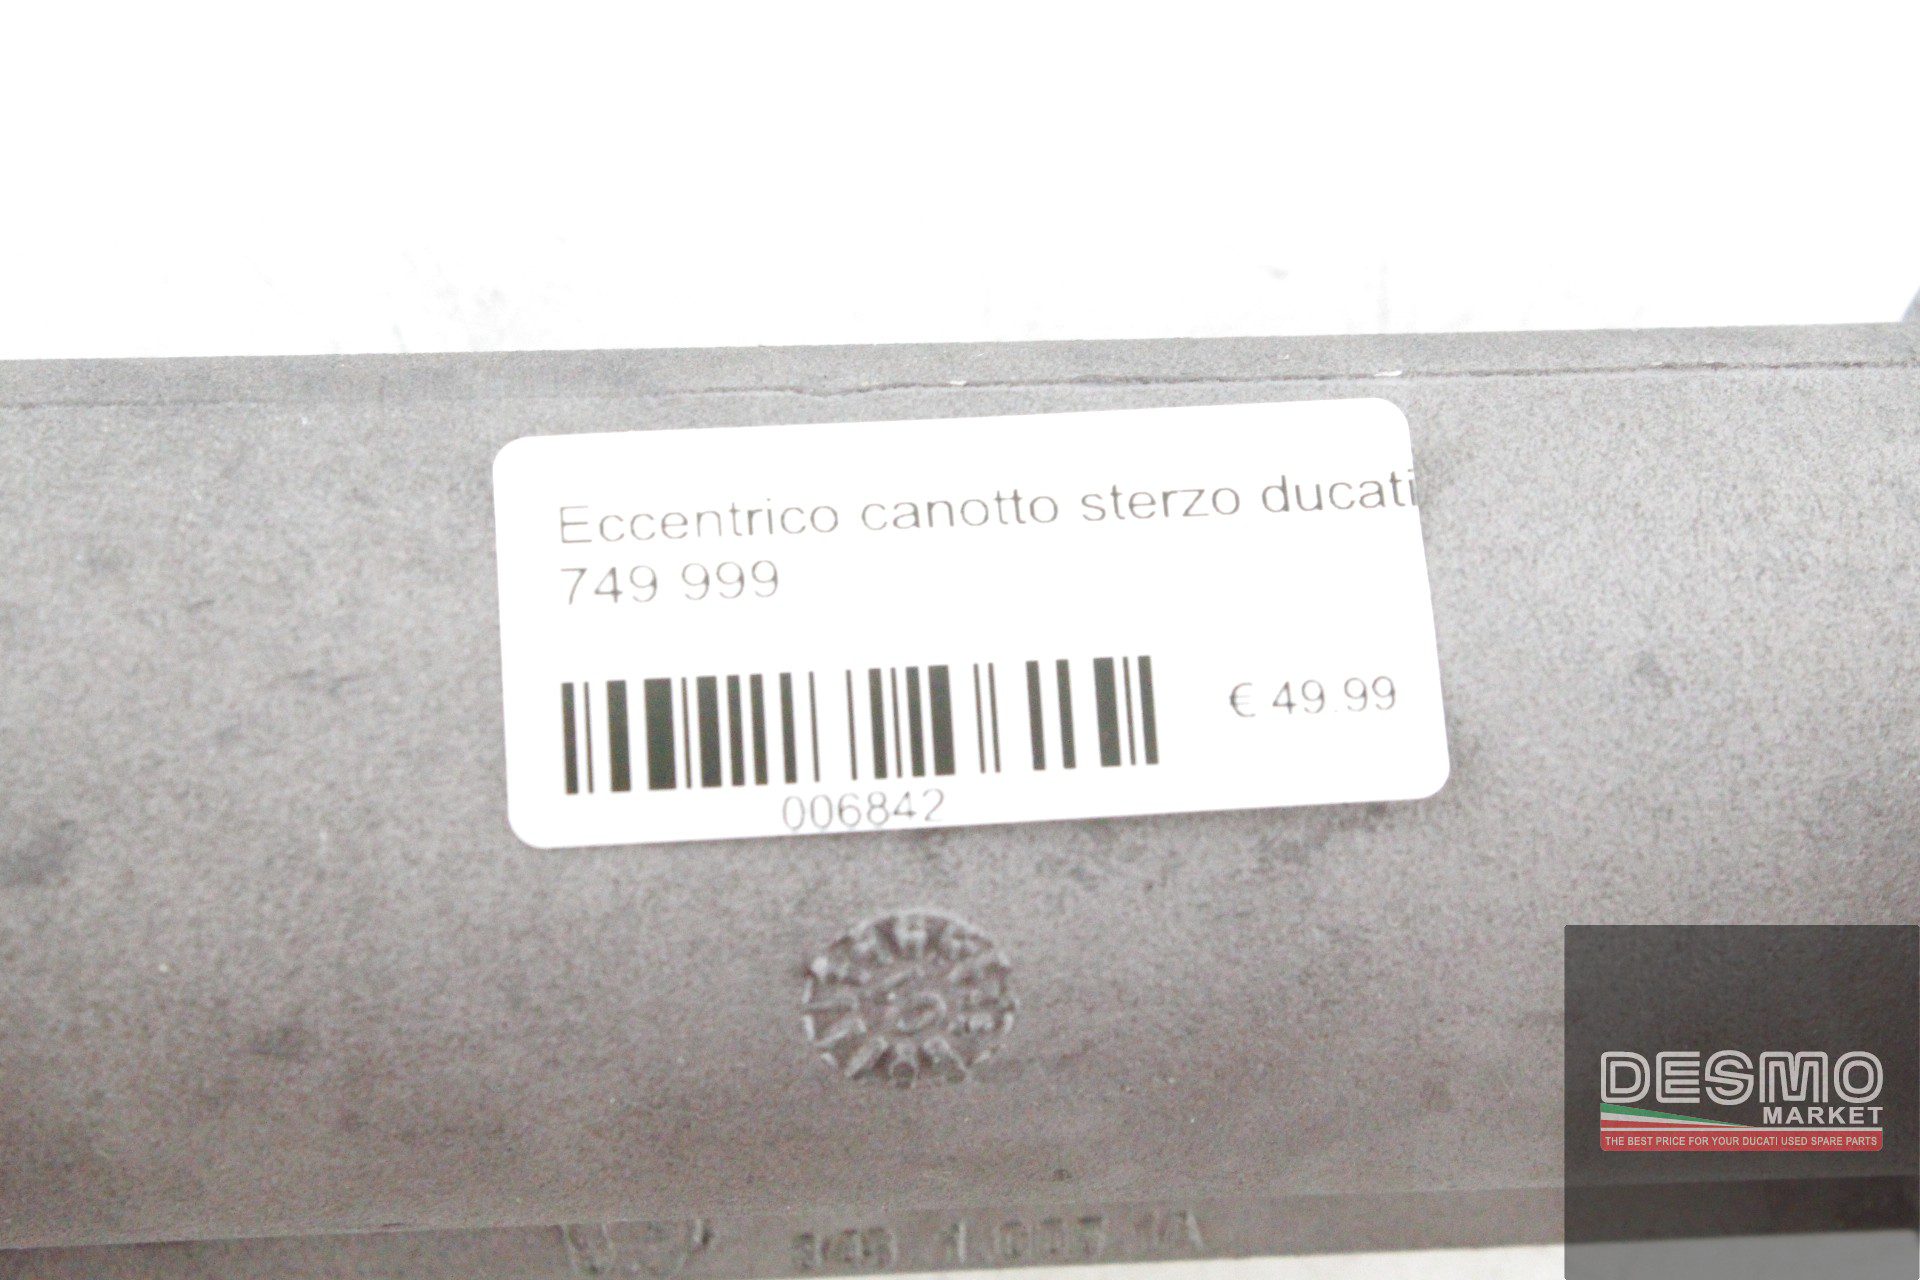 Eccentrico canotto sterzo ducati
749 999
€ 49.99
006842
DESMO
MARKET
THE BEST PRICE FOR YOUR DUCATI USED SPARE PARTS